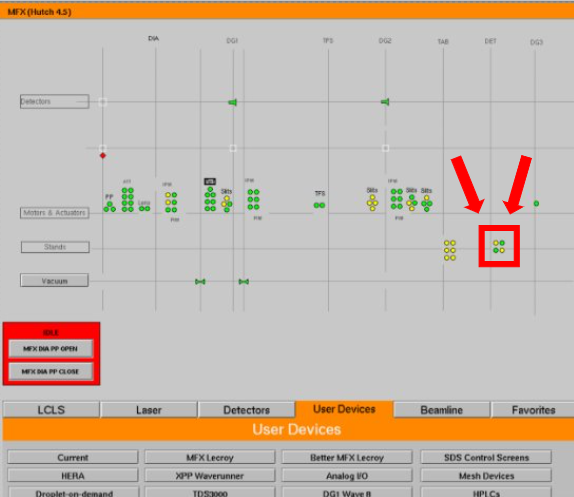 MFX (Hutch 4.5)
DIA
DG1
TFS
DG2
TAB
DET
DG3
Detectors
PP
Slits
TFS
Slits
Slits
Slits
Motors & Actuators
Stands
Vacuum
IDLE
MFX DIA PP OPEN
MFX DIA PP CLOSE
LCLS Laser Detectors User Devices Beamline Favorites
User Devices
Current MFX Lecroy Better MFX Lecroy SDS Control Screens
HERA XPP Waverunner Analog I/O Mesh Devices
Droplet-on-demand TDS3000 DG1 Wave 8 HPLCs